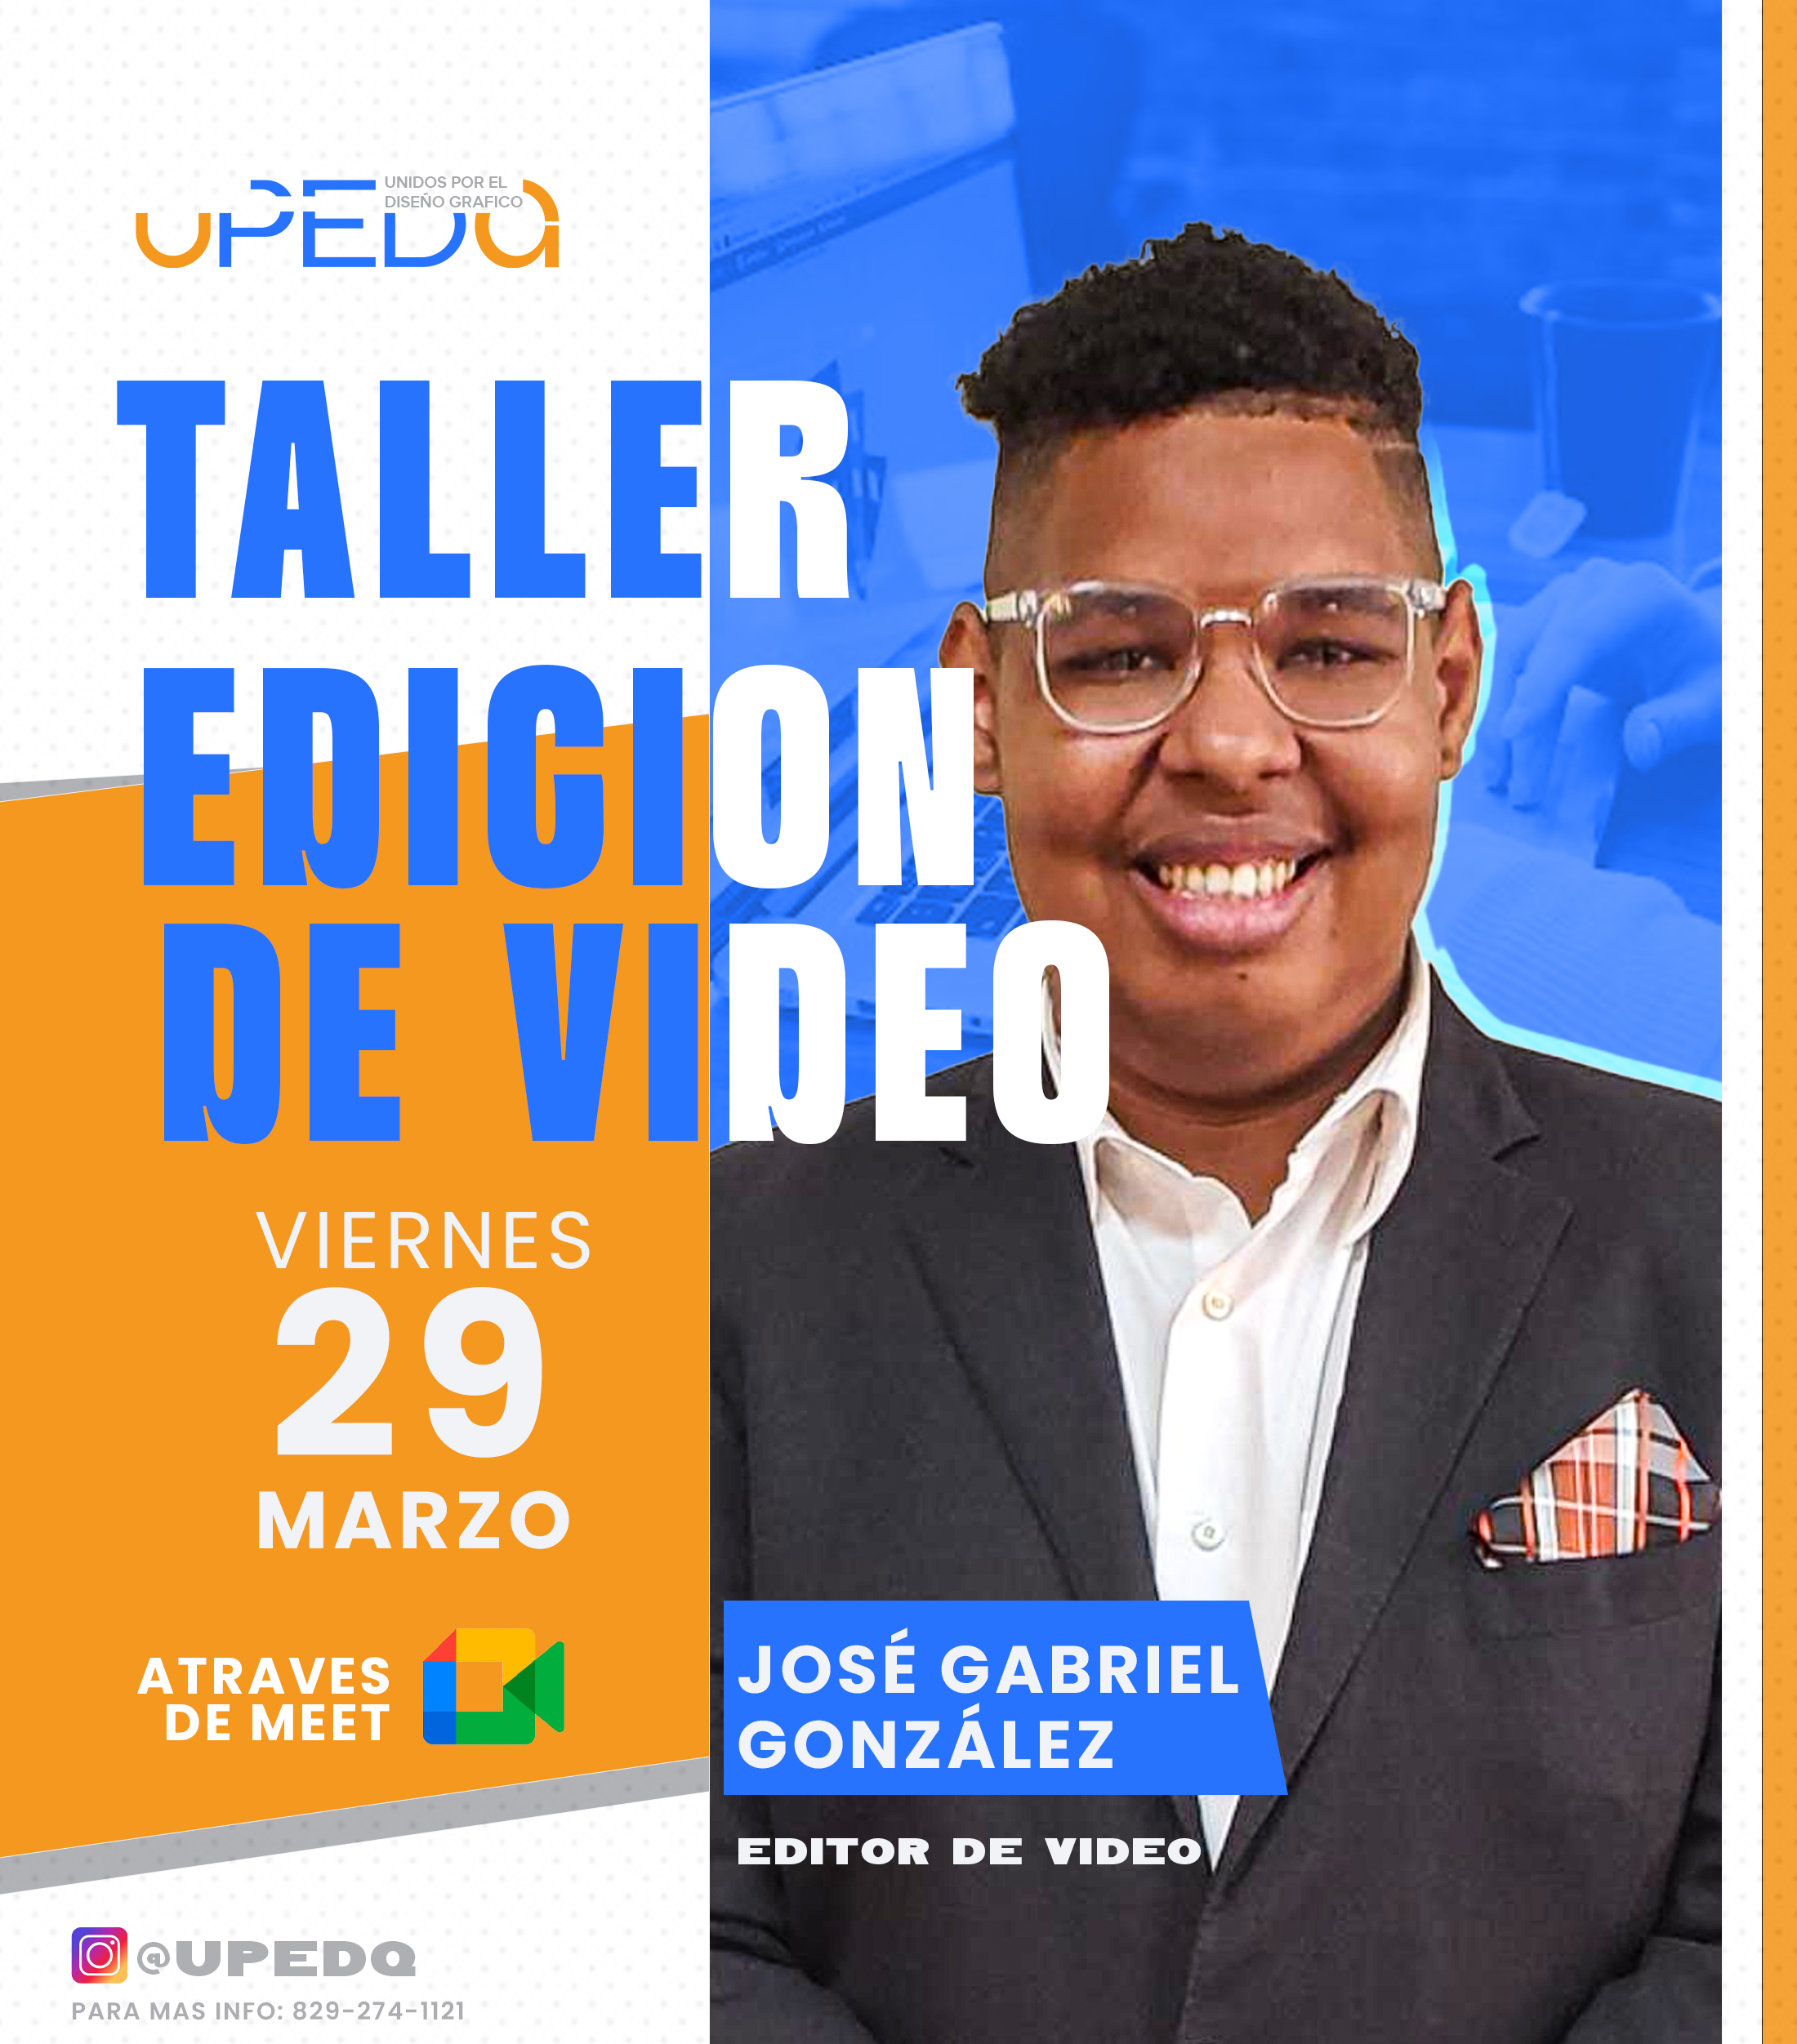 UPEDQ
UNIDOS POR EL
DISEÑO GRAFICO
TALLER
EDICION
DE VIDEO
VIERNES
29
MARZO
ATRAVES
DE MEET
JOSÉ GABRIEL
GONZÁLEZ
EDITOR DE VIDEO
@UPEDQ
PARA MAS INFO: 829-274-1121